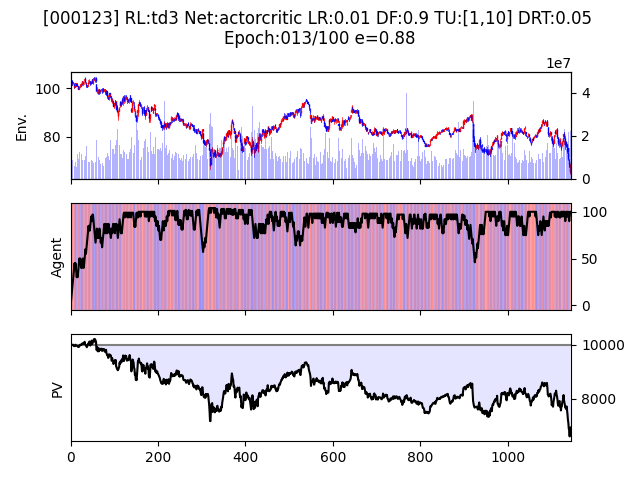 [000123] RL:td3 Net:actorcritic LR:0.01 DF:0.9 TU:[1,10] DRT:0.05
Epoch:013/100 e=0.88
1e7
100
80
Env.
4
2
0
Agent
100
50
0
PV
10000
8000
0
200
400
600
800
1000